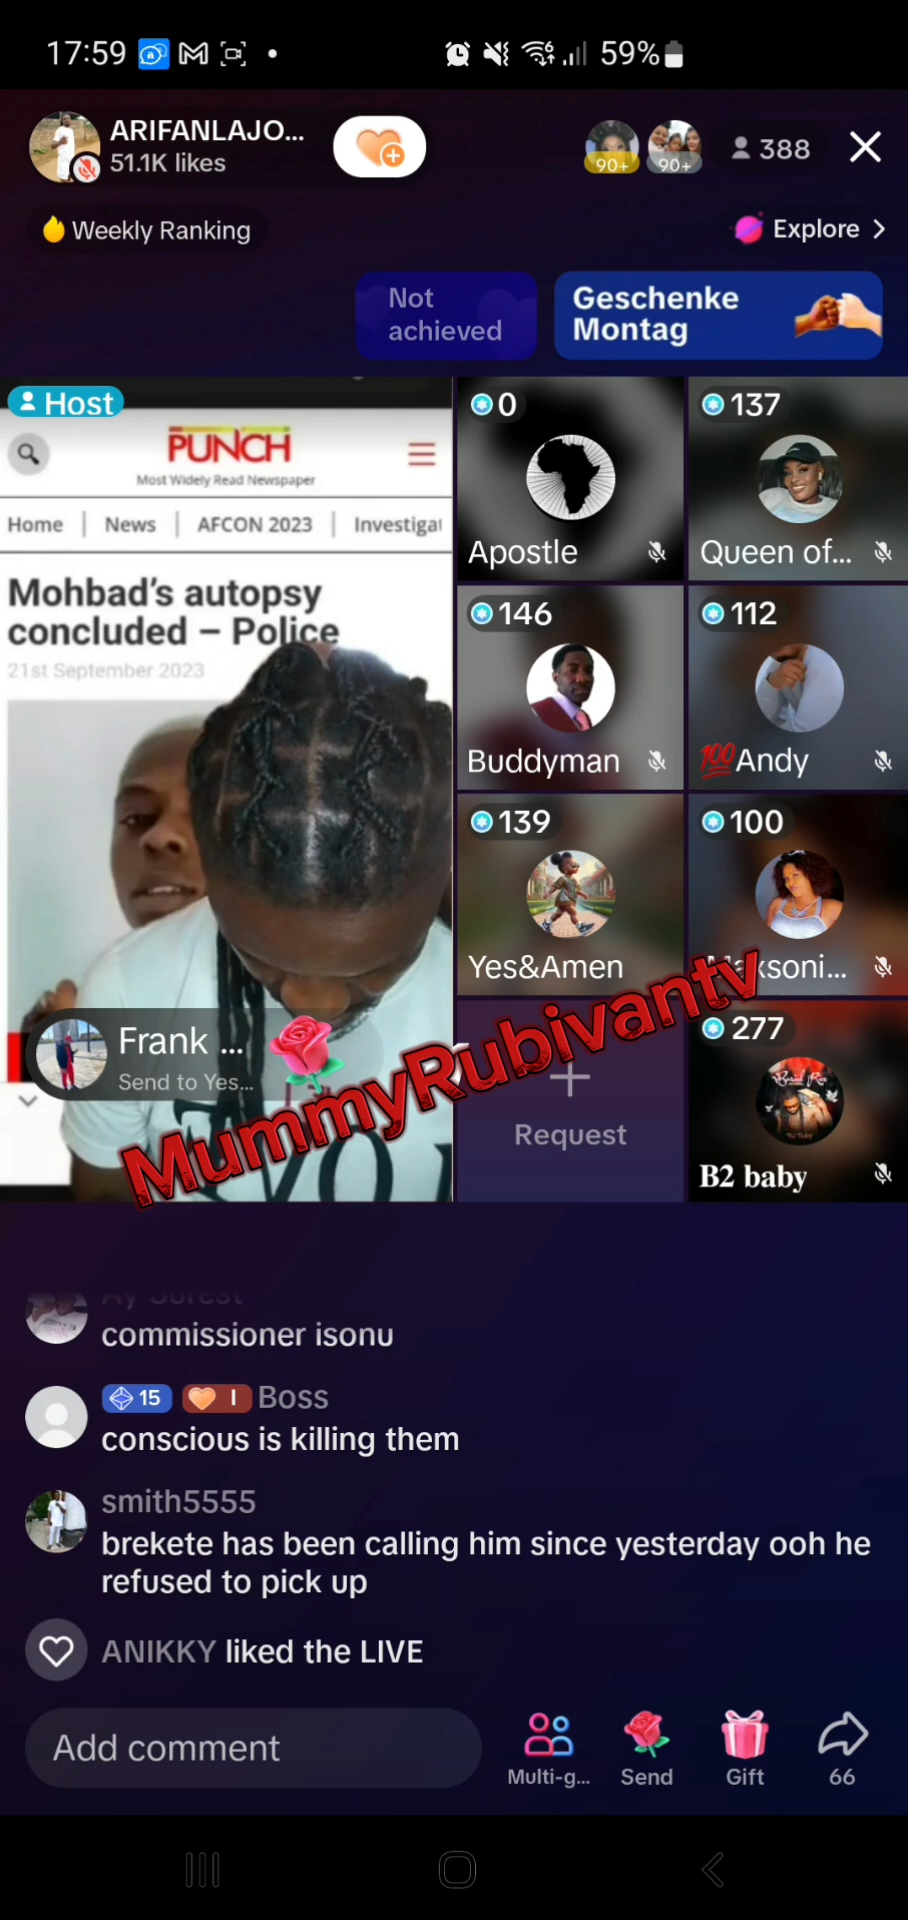 17:59
59%
ARIFANLAJO...
51.1K likes
90+
90+
388
Weekly Ranking
Explore >
Not
achieved
Geschenke
Montag
Host
PUNCH
Most Widely Read Newspaper
Home | News | AFCON 2023 | Investigat
Mohbad's autopsy
concluded – Police
21st September 2023
0
Apostle
137
Queen of...
146
Buddyman
112
💯Andy
139
Yes&Amen
100
Maxsoni...
Frank ...
Send to Yes...
MummyRubivantv
Request
277
B2 baby
Ay Surest
commissioner isonu
15 I Boss
conscious is killing them
smith5555
brekete has been calling him since yesterday ooh he
refused to pick up
ANIKKY liked the LIVE
Add comment
Multi-g...
Send
Gift
66